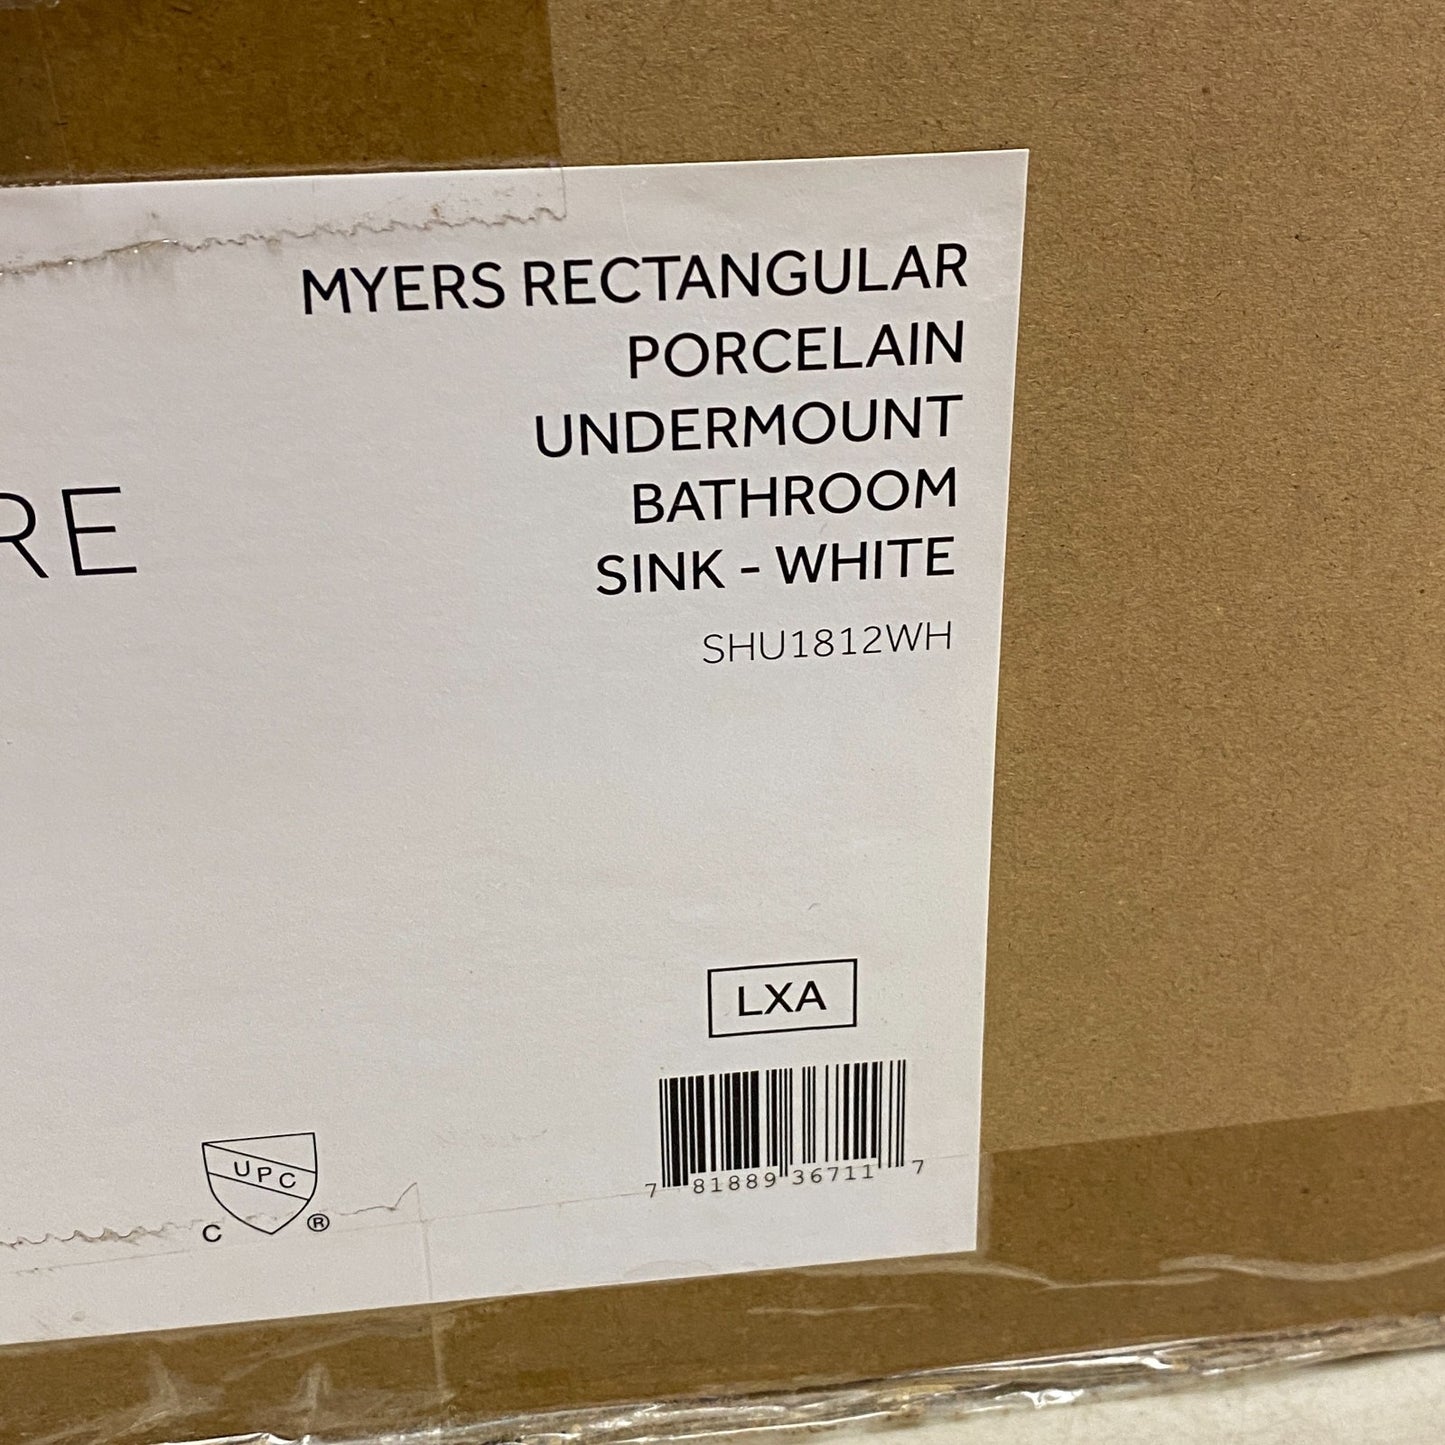 MYERS RECTANGULAR
PORCELAIN
UNDERMOUNT
BATHROOM
SINK - WHITE
SHU1812WH
RE
LXA
7 81889 36711 7
UPC
C ®